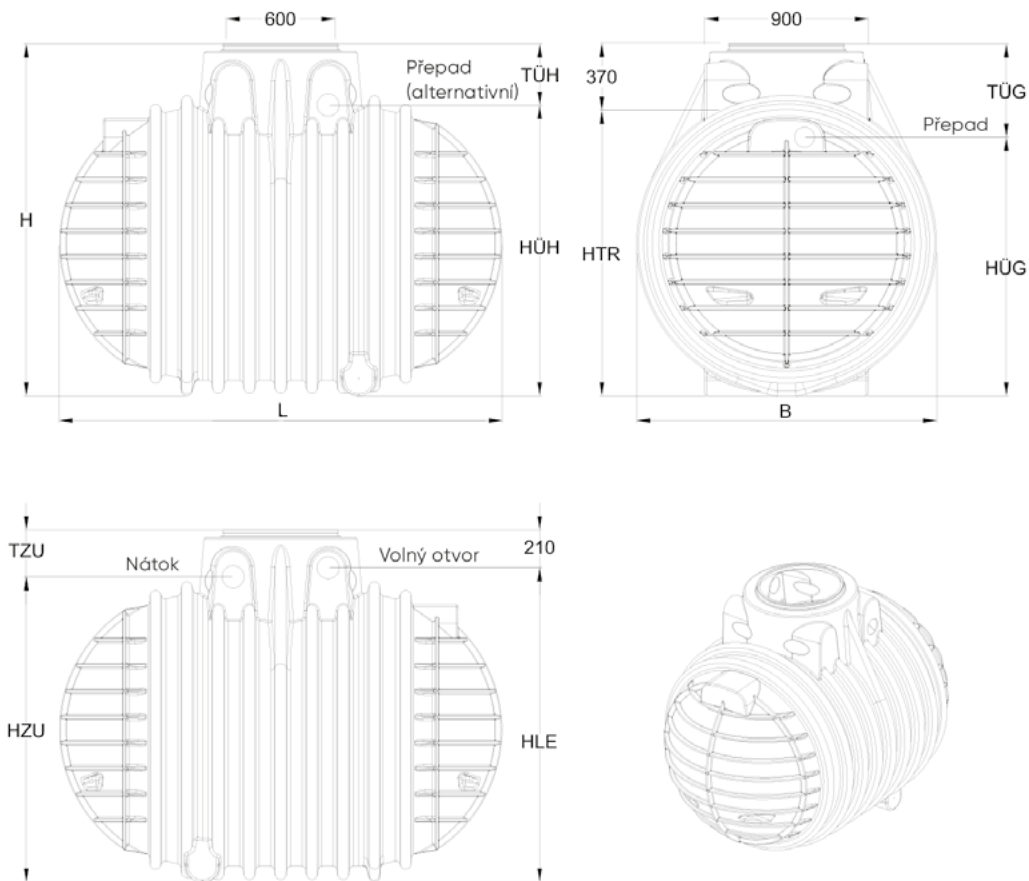 600
900
TÜH
Přepad
(alternativní)
370
TÜG
Přepad
H
HÜH
HTR
HÜG
L
B
TZU
Nátok
Volný otvor
210
HZU
HLE